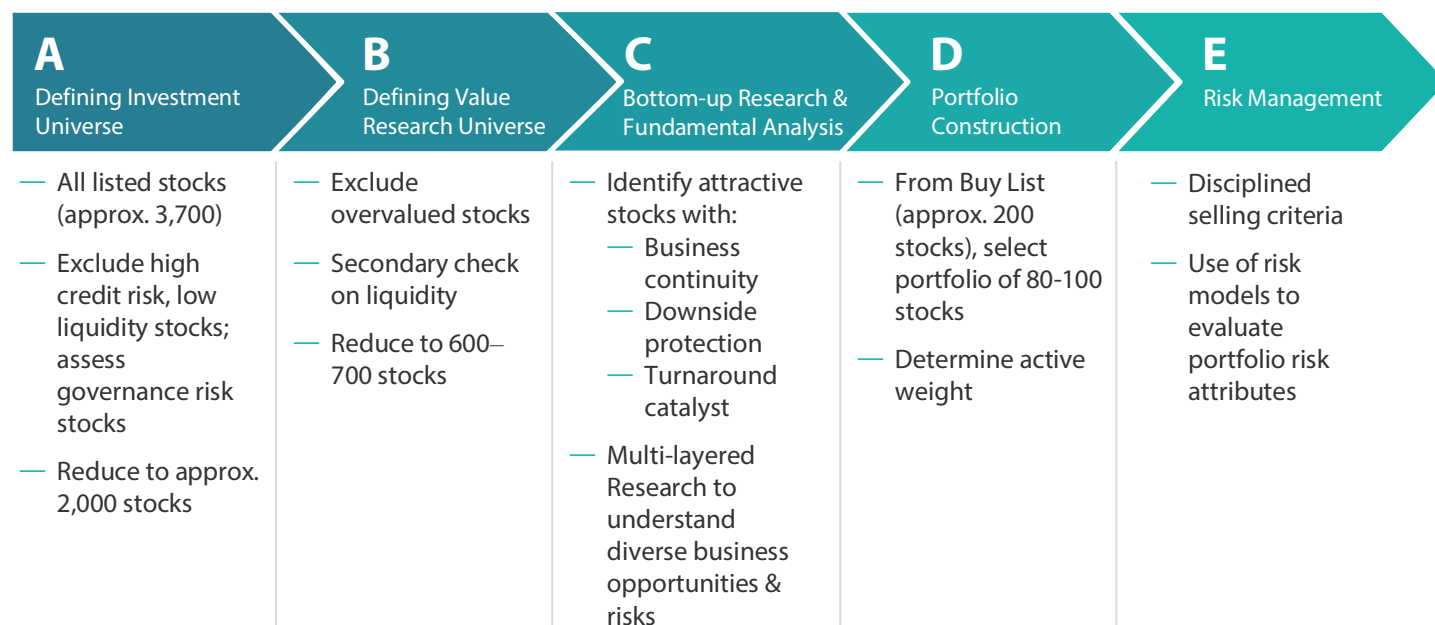 A
Defining Investment
Universe
— All listed stocks
(approx. 3,700)
— Exclude high
credit risk, low
liquidity stocks;
assess
governance risk
stocks
— Reduce to approx.
2,000 stocks
B
Defining Value
Research Universe
— Exclude
overvalued stocks
— Secondary check
on liquidity
— Reduce to 600–
700 stocks
C
Bottom-up Research &
Fundamental Analysis
— Identify attractive
stocks with:
— Business
continuity
— Downside
protection
— Turnaround
catalyst
— Multi-layered
Research to
understand
diverse business
opportunities &
risks
D
Portfolio
Construction
— From Buy List
(approx. 200
stocks), select
portfolio of 80-100
stocks
— Determine active
weight
E
Risk Management
— Disciplined
selling criteria
— Use of risk
models to
evaluate
portfolio risk
attributes